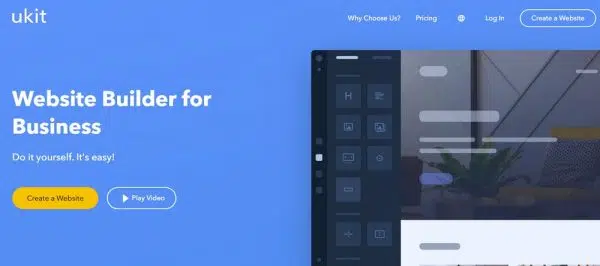 ukit
Why Choose Us?
Pricing
Log In
Create a Website
Website Builder for
Business
Do it yourself. It's easy!
Create a Website
Play Video
H